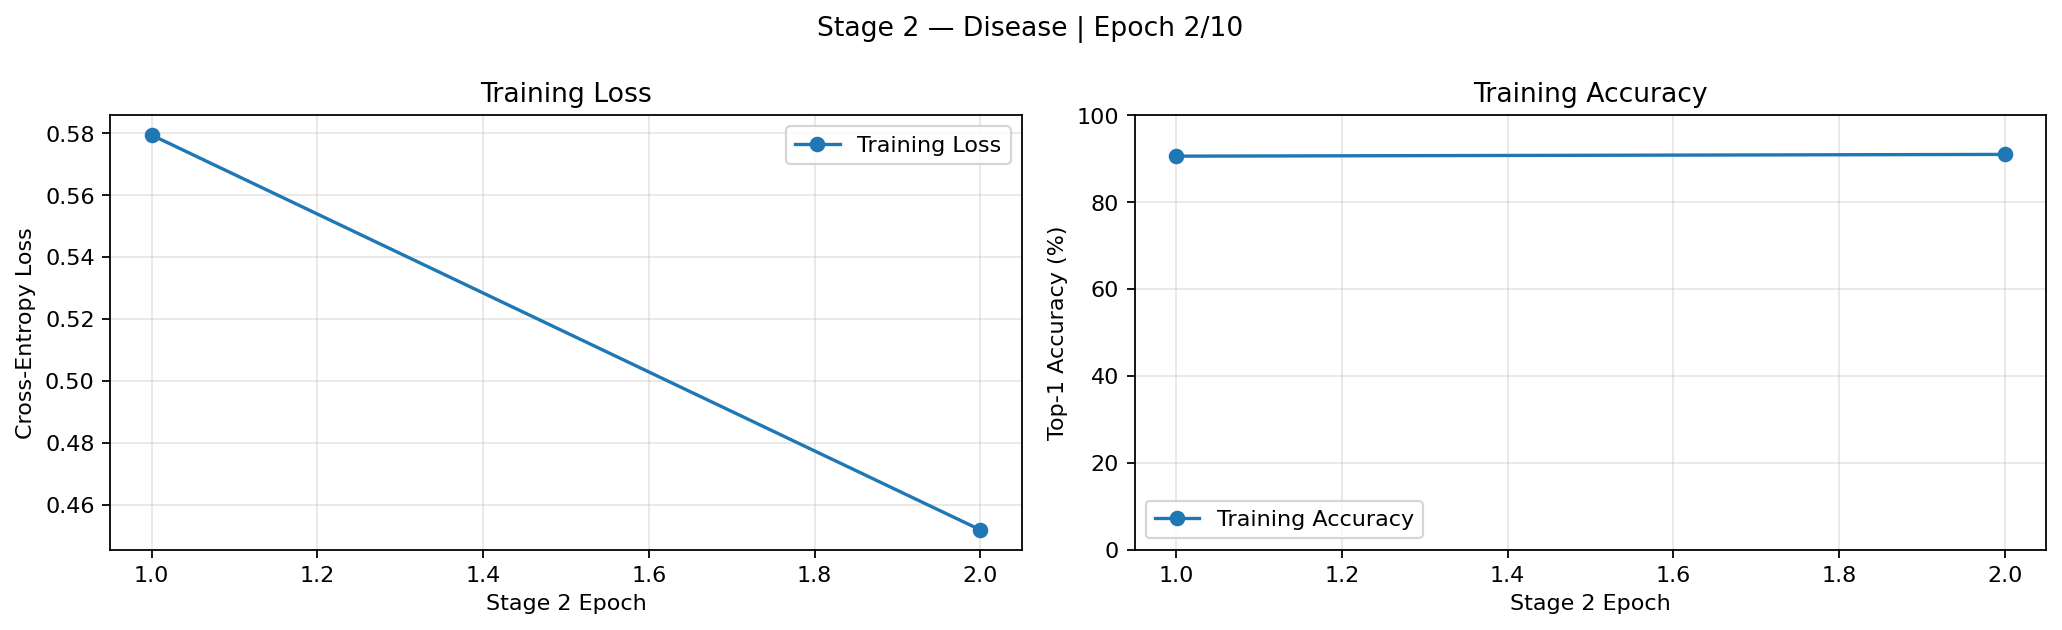 Stage 2 — Disease | Epoch 2/10
Training Loss
Cross-Entropy Loss
0.58
0.56
0.54
0.52
0.50
0.48
0.46
Training Loss
1.0 1.2 1.4 1.6 1.8 2.0
Stage 2 Epoch
Training Accuracy
Top-1 Accuracy (%)
100
80
60
40
20
0
Training Accuracy
1.0 1.2 1.4 1.6 1.8 2.0
Stage 2 Epoch